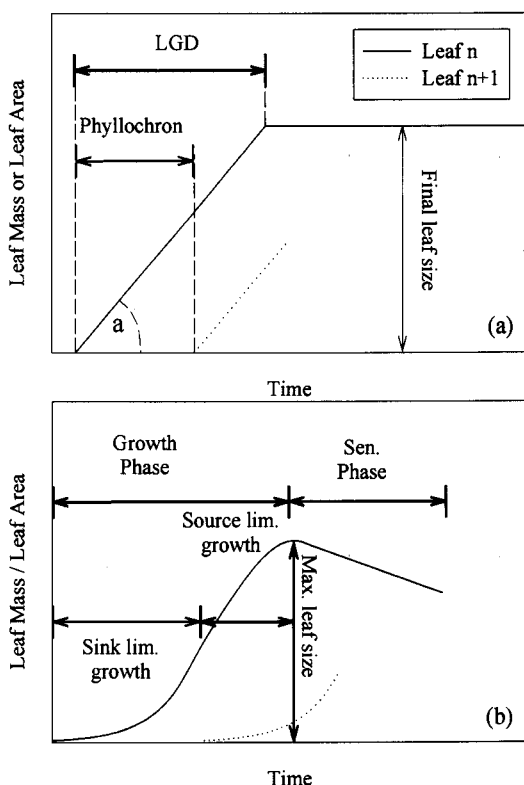 LGD
Leaf n
Leaf n+1
Phyllochron
Leaf Mass or Leaf Area
Final leaf size
a
(a)
Time
Growth
Phase
Sen.
Phase
Source lim.
growth
Leaf Mass / Leaf Area
Max. leaf size
Sink lim.
growth
(b)
Time